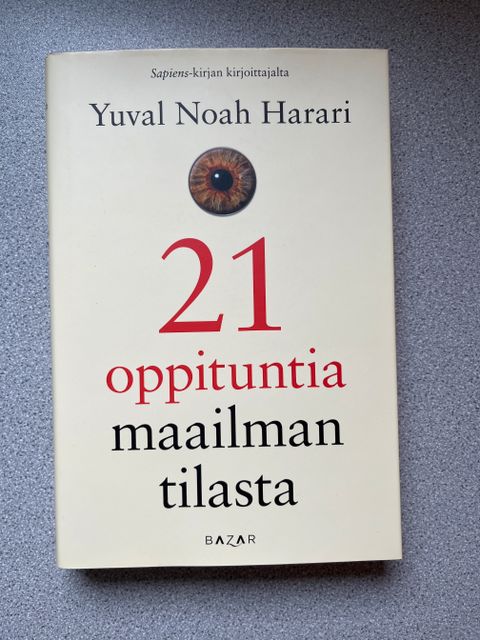 Sapiens-kirjan kirjoittajalta
Yuval Noah Harari
21
oppituntia
maailman
tilasta
BAZAR